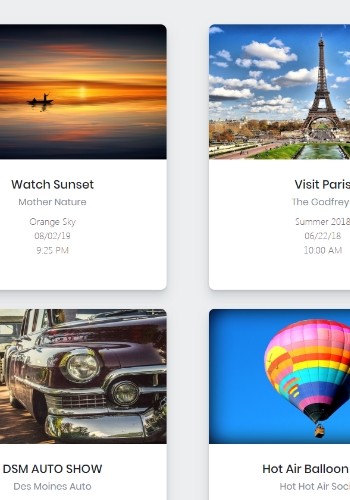 Watch Sunset
Mother Nature
Orange Sky
08/02/19
9:25 PM
Visit Paris
The Godfrey
Summer 2018
06/22/18
10:00 AM
DSM AUTO SHOW
Des Moines Auto
Hot Air Balloon
Hot Hot Air Soci